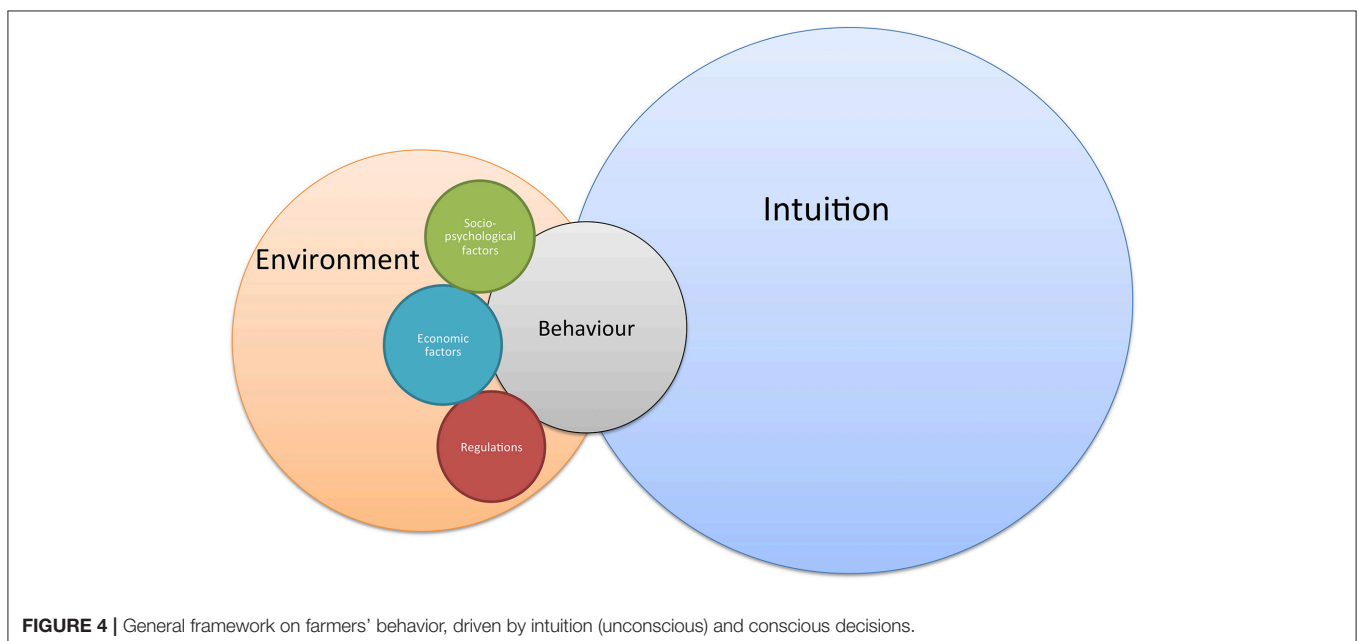 Intuition
Socio-
psychological
factors
Environment
Behaviour
Economic
factors
Regulations
FIGURE 4 | General framework on farmers' behavior, driven by intuition (unconscious) and conscious decisions.